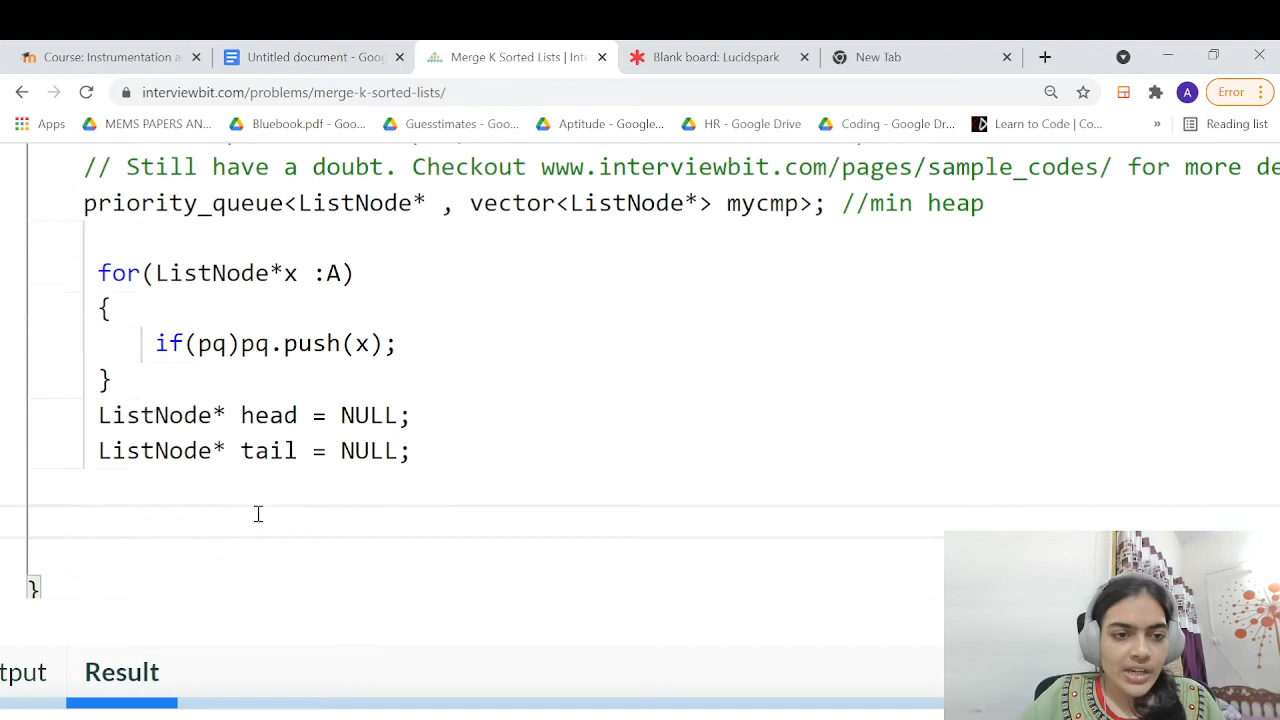 Course: Instrumentation a
Untitled document - Goog
Merge K Sorted Lists | Inte
Blank board: Lucidspark
New Tab
interviewbit.com/problems/merge-k-sorted-lists/
A
Error
Apps
MEMS PAPERS AN...
Bluebook.pdf - Goo...
Guesstimates - Goo...
Aptitude - Google...
HR - Google Drive
Coding - Google Dr...
Learn to Code | Co...
»
Reading list
// Still have a doubt. Checkout www.interviewbit.com/pages/sample_codes/ for more de
priority_queue<ListNode* , vector<ListNode*> mycmp>; //min heap
for(ListNode*x :A)
{
if(pq)pq.push(x);
}
ListNode* head = NULL;
ListNode* tail = NULL;
}
tput
Result